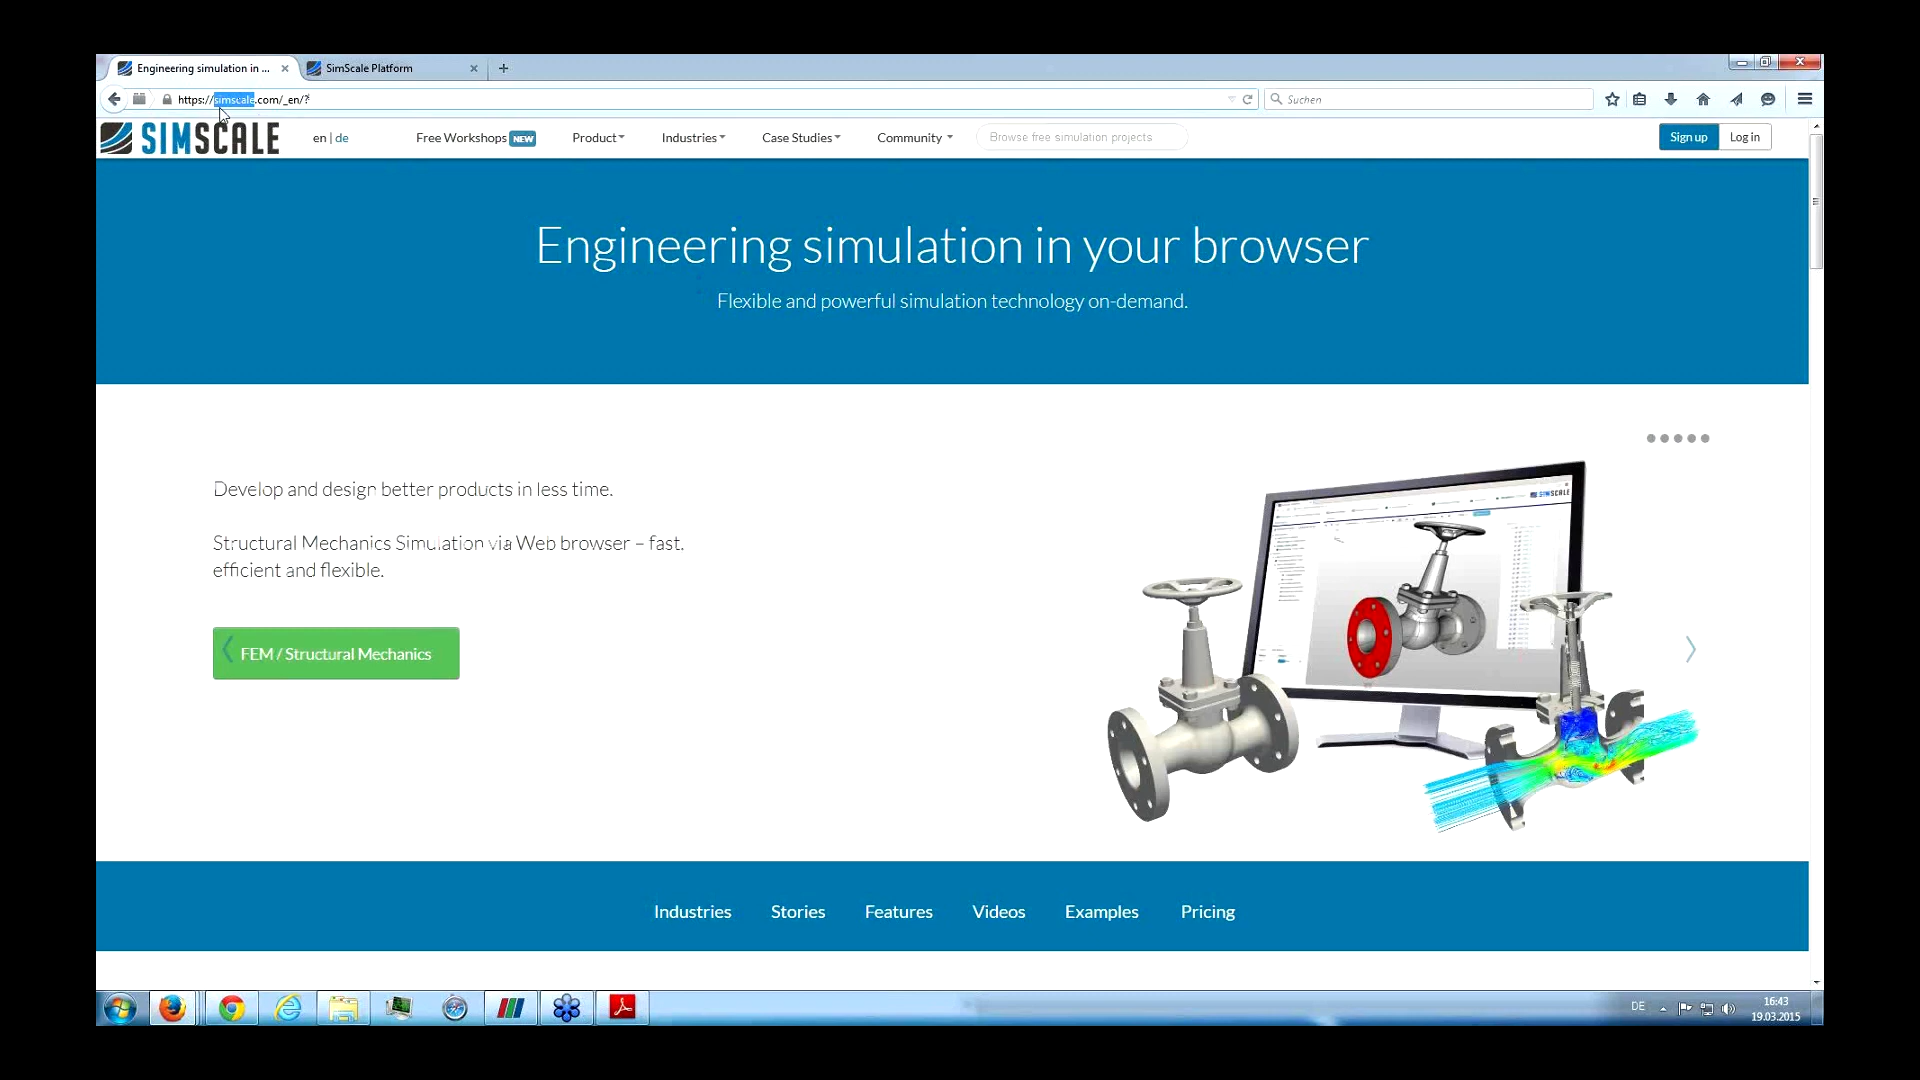 Engineering simulation in ...
SimScale Platform
https://simscale.com/_en/?
Suchen
SIMSCALE
en | de
Free Workshops NEW
Product
Industries
Case Studies
Community
Browse free simulation projects
Sign up
Log in
Engineering simulation in your browser
Flexible and powerful simulation technology on-demand.
Develop and design better products in less time.
Structural Mechanics Simulation via Web browser – fast.
efficient and flexible.
FEM / Structural Mechanics
SIMSCALE
Industries
Stories
Features
Videos
Examples
Pricing
DE
16:43
19.03.2015